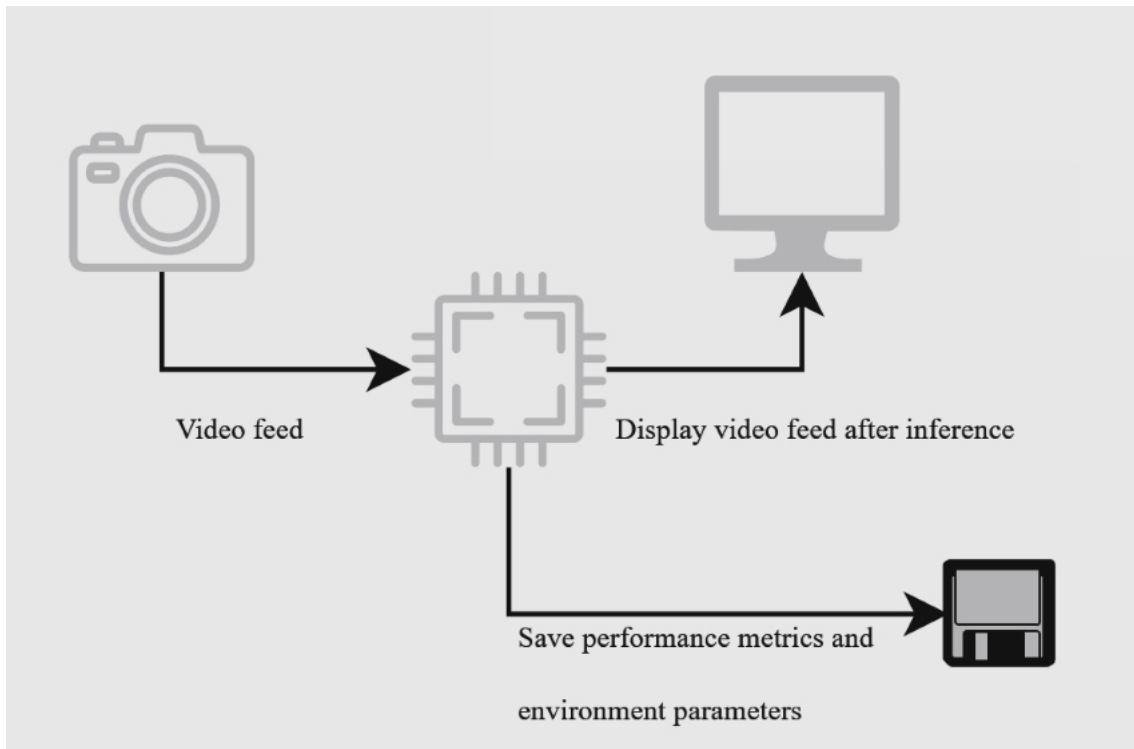 Video feed
Display video feed after inference
Save performance metrics and
environment parameters